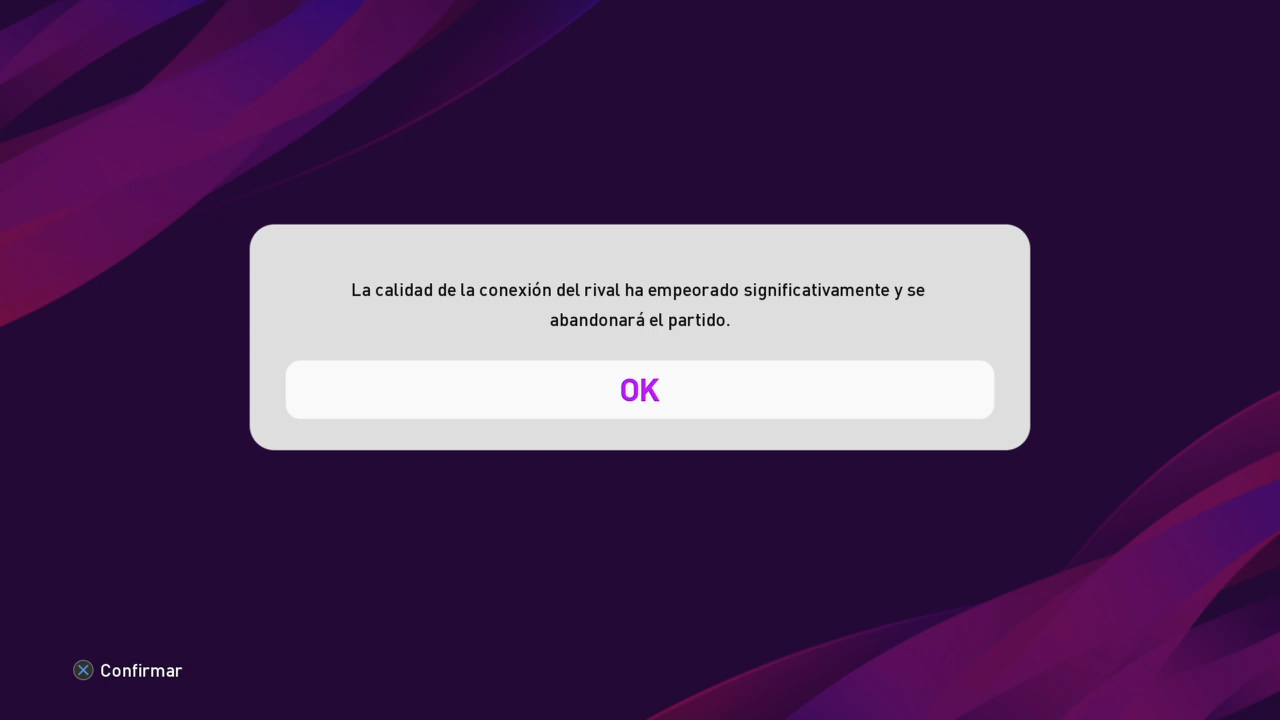 La calidad de la conexión del rival ha empeorado significativamente y se
abandonará el partido.
OK
Confirmar